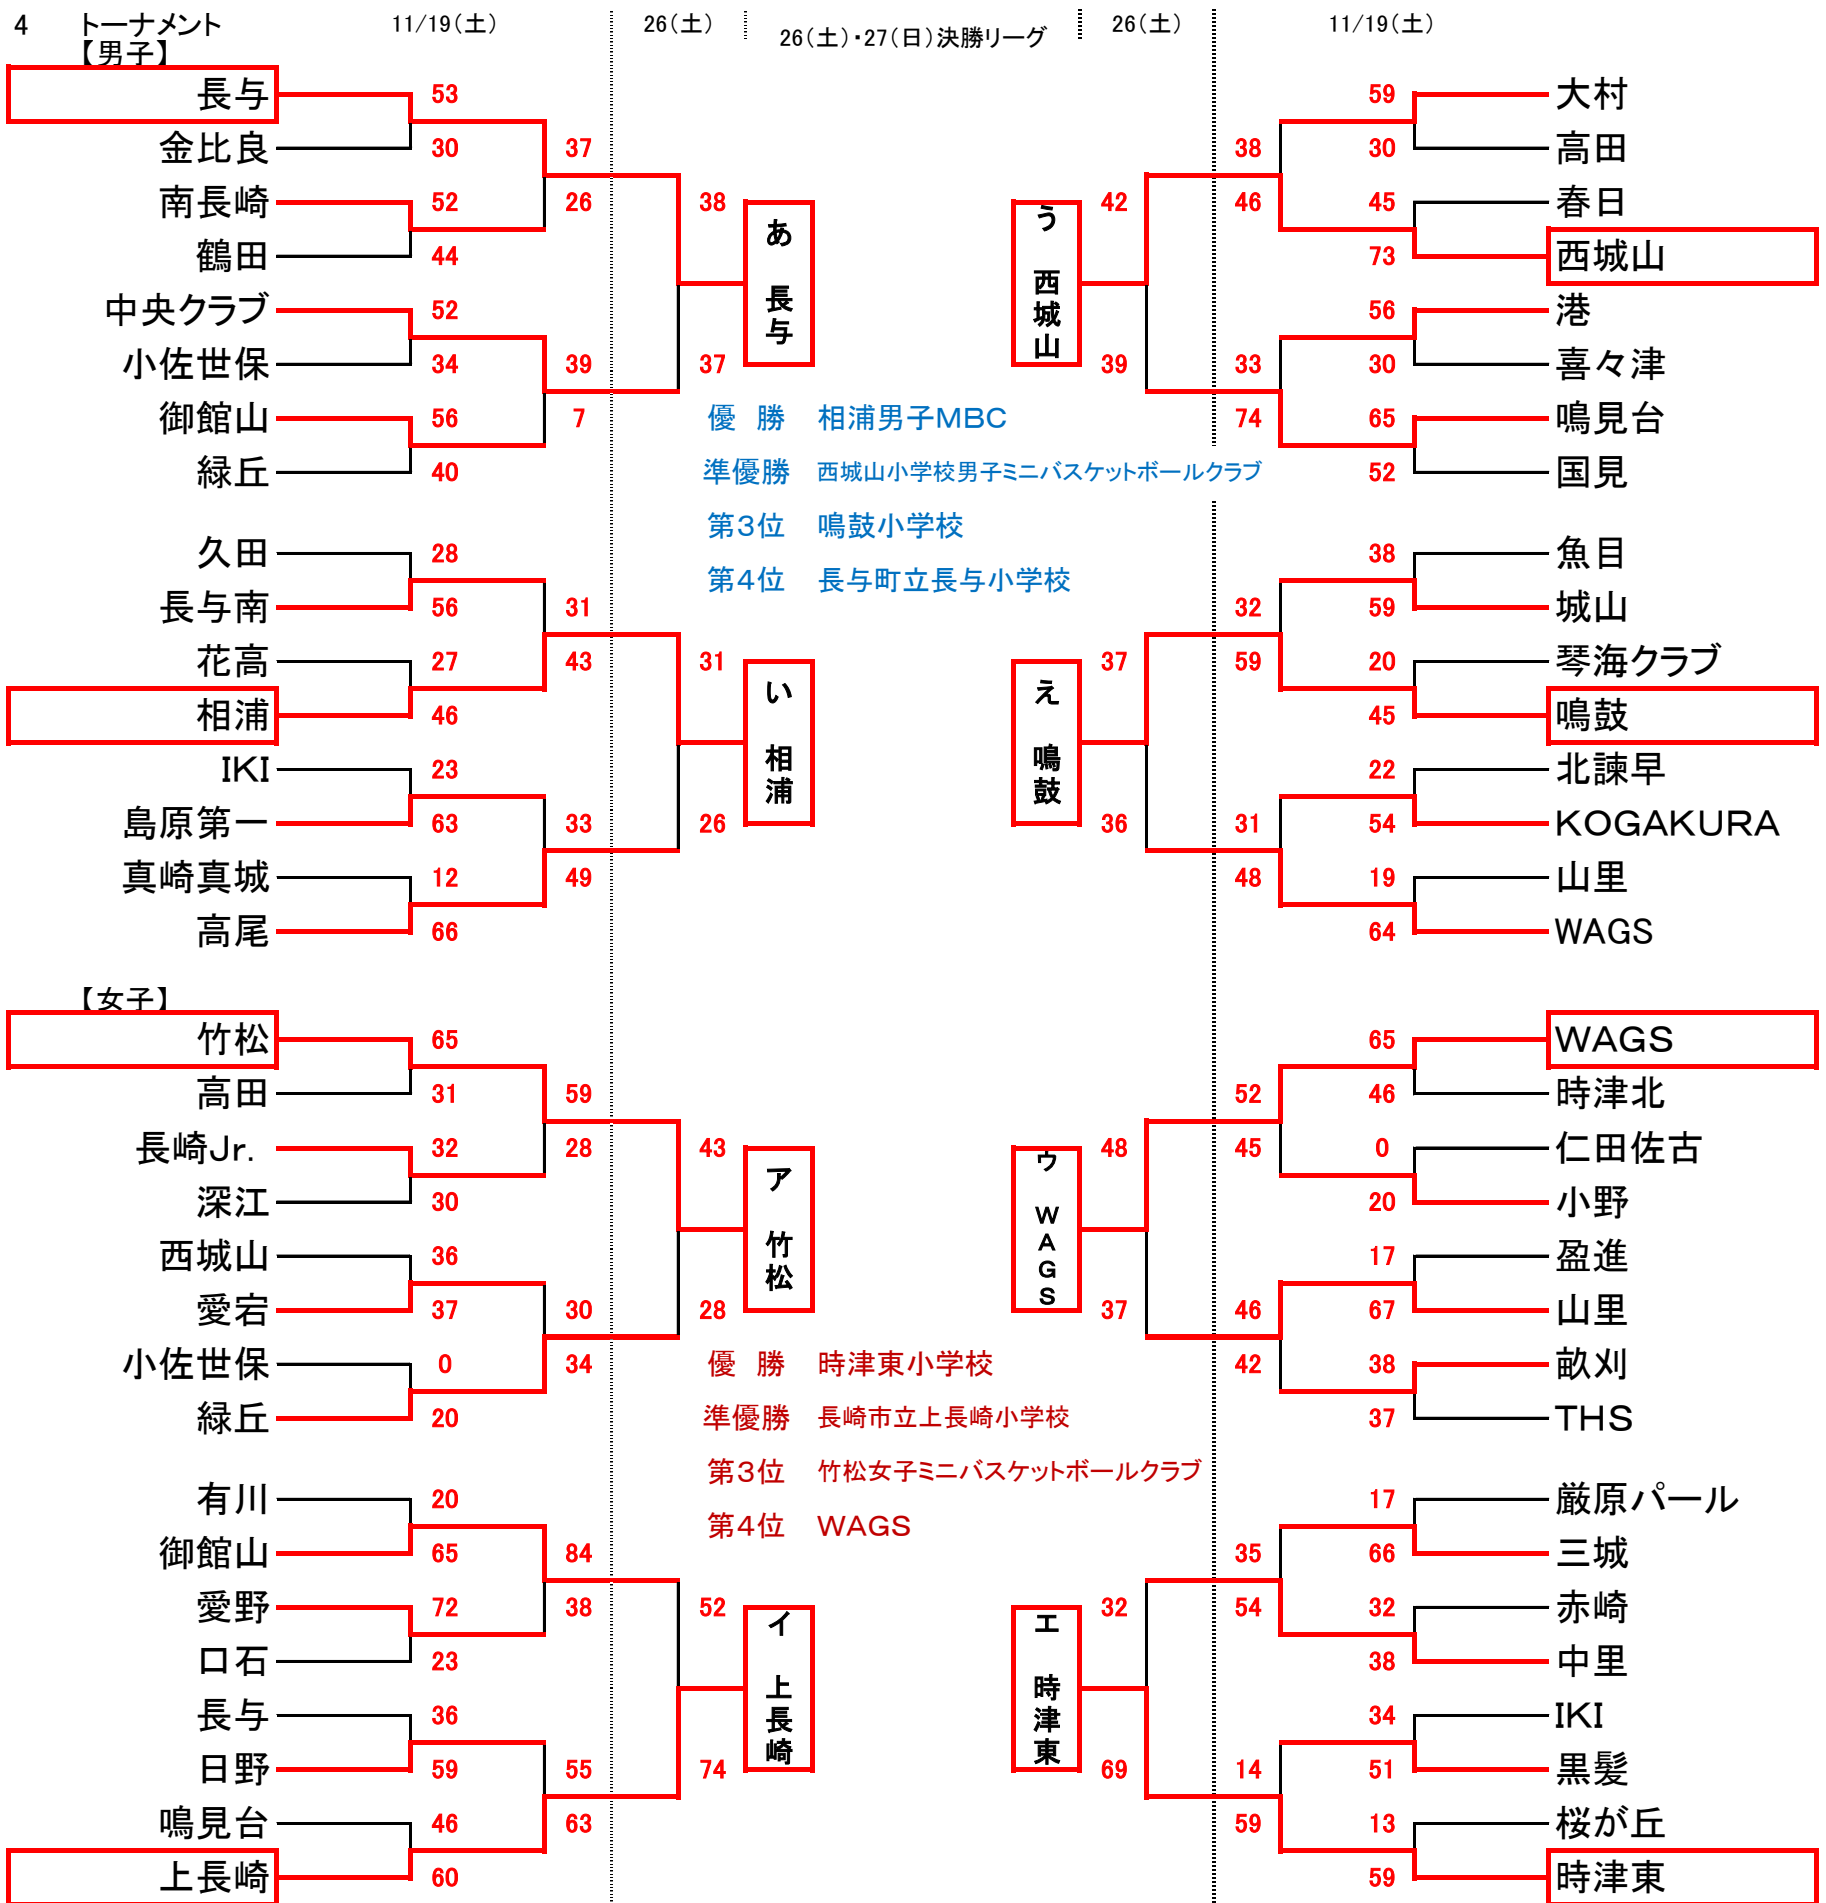 4 トーナメント 11/19(土) 26(土) 26(土)・27(日)決勝リーグ 26(土) 11/19(土)
【男子】
長与 53 59 大村
金比良 30 37 38 30 高田
南長崎 52 26 38 42 46 45 春日
鶴田 44 73 西城山
あ 長与
う 西城山
中央クラブ 52 56 港
小佐世保 34 39 37 39 33 30 喜々津
御館山 56 7 優 勝 相浦男子MBC 74 65 鳴見台
緑丘 40 準優勝 西城山小学校男子ミニバスケットボールクラブ 52 国見
第3位 鳴鼓小学校
久田 28 38 魚目
第4位 長与町立長与小学校
長与南 56 31 32 59 城山
花高 27 43 31 37 59 20 琴海クラブ
相浦 46 45 鳴鼓
い 相浦
え 鳴鼓
IKI 23 22 北諫早
島原第一 63 33 26 36 31 54 KOGAKURA
真崎真城 12 49 48 19 山里
高尾 66 64 WAGS
【女子】
竹松 65 65 WAGS
高田 31 59 52 46 時津北
長崎Jr. 32 28 43 48 45 0 仁田佐古
深江 30 20 小野
ア 竹松
ウ WAGS
西城山 36 17 盈進
愛宕 37 30 28 37 46 67 山里
小佐世保 0 34 優 勝 時津東小学校 42 38 畝刈
緑丘 20 準優勝 長崎市立上長崎小学校 37 THS
第3位 竹松女子ミニバスケットボールクラブ
有川 20 17 厳原パール
第4位 WAGS
御館山 65 84 35 66 三城
愛野 72 38 52 32 54 32 赤崎
口石 23 38 中里
イ 上長崎
エ 時津東
長与 36 34 IKI
日野 59 55 74 69 14 51 黒髪
鳴見台 46 63 59 13 桜が丘
上長崎 60 59 時津東